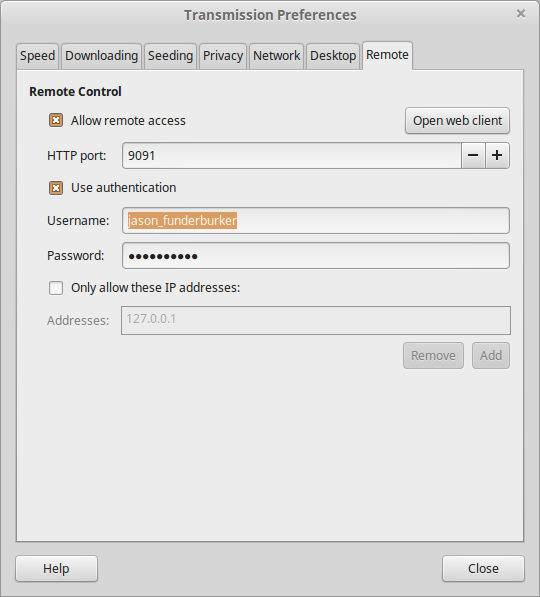 Transmission Preferences
Speed Downloading Seeding Privacy Network Desktop Remote
Remote Control
Allow remote access Open web client
HTTP port: 9091
Use authentication
Username: jason_funderburker
Password: ●●●●●●●●●●
Only allow these IP addresses:
Addresses: 127.0.0.1
Remove Add
Help Close